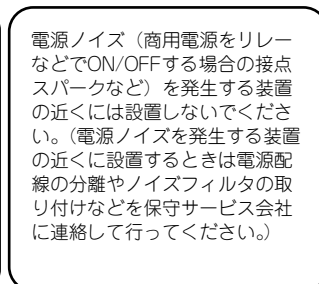 電源ノイズ（商用電源をリレー
などでON/OFFする場合の接点
スパークなど）を発生する装置
の近くには設置しないでくださ
い。（電源ノイズを発生する装置
の近くに設置するときは電源配
線の分離やノイズフィルタの取
り付けなどを保守サービス会社
に連絡して行ってください。）